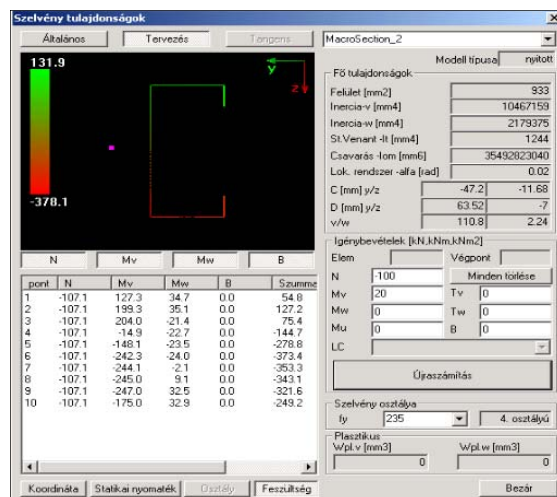 Szelvény tulajdonságok
Általános Tervezés Tangens MacroSection_2
131.9
-378.1
y
z
Modell típusa nyitott
Fő tulajdonságok
Felület [mm2] 933
Inercia-v [mm4] 10467159
Inercia-w [mm4] 2179375
St.Venant -It [mm4] 1244
Csavarás -Iom [mm6] 35492823040
Lok. rendszer -alfa [rad] 0.02
C [mm] y/z -47.2 -11.68
D [mm] y/z 63.52 -7
v/w 110.8 2.24
N Mv Mw B
Igénybevételek [kN,kNm,kNm2]
Elem Végpont
N -100 Minden törlése
Mv 20 Tv 0
Mw 0 Tw 0
Mu 0 B 0
LC
Újraszámítás
pont N Mv Mw B Szumme
1 -107.1 127.3 34.7 0.0 54.8
2 -107.1 199.3 35.1 0.0 127.2
3 -107.1 204.0 -21.4 0.0 75.4
4 -107.1 -14.9 -22.7 0.0 -144.7
5 -107.1 -148.1 -23.5 0.0 -278.8
6 -107.1 -242.3 -24.0 0.0 -373.4
7 -107.1 -244.1 -2.1 0.0 -353.3
8 -107.1 -245.0 9.1 0.0 -343.1
9 -107.1 -247.0 32.5 0.0 -321.6
10 -107.1 -175.0 32.9 0.0 -249.2
Szelvény osztálya
fy 235 4. osztályú
Plasztikus
Wpl.v [mm3] Wpl.w [mm3]
0 0
Koordináta Statikai nyomaték Osztály Feszültség Bezár